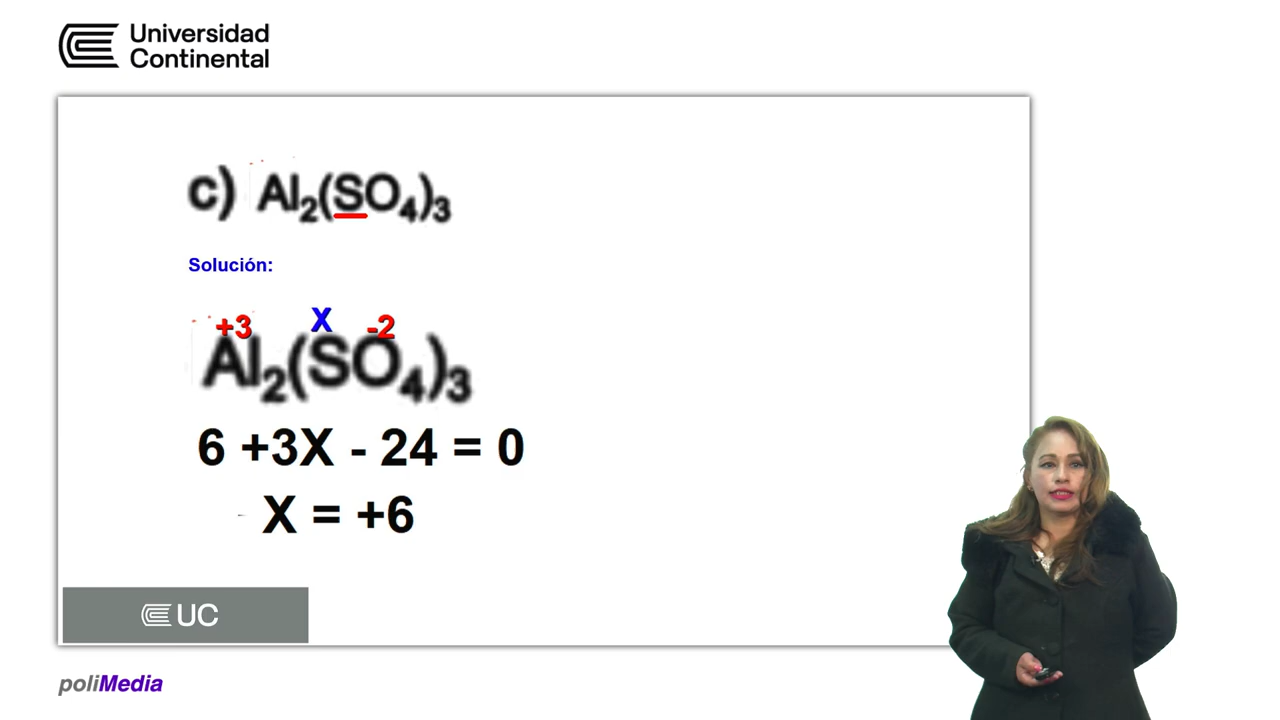 Universidad
Continental
c) Al₂(SO₄)₃
Solución:
+3 X -2
Al₂(SO₄)₃
6 +3X - 24 = 0
X = +6
UC
poliMedia